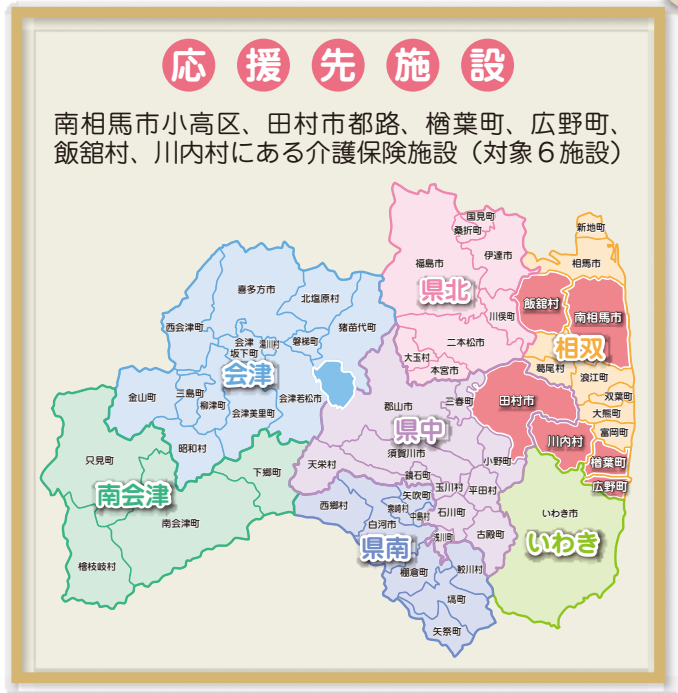 応援先施設
南相馬市小高区、田村市都路、楢葉町、広野町、
飯舘村、川内村にある介護保険施設（対象６施設）
国見町
桑折町
新地町
伊達市
福島市
相馬市
県北
喜多方市
北塩原村
飯舘村
南相馬市
川俣町
西会津町
猪苗代町
会津
坂下町
湯川村
磐梯町
二本松市
相双
大玉村
本宮市
葛尾村
浪江町
会津
金山町
三島町
柳津町
会津美里町
会津若松市
郡山市
三春町
田村市
双葉町
大熊町
県中
富岡町
昭和村
川内村
只見町
天栄村
須賀川市
小野町
楢葉町
下郷町
鏡石町
玉川村
平田村
広野町
南会津
西郷村
矢吹町
泉崎村
中島村
石川町
いわき市
南会津町
白河市
浅川町
古殿町
いわき
県南
檜枝岐村
棚倉町
鮫川村
塙町
矢祭町